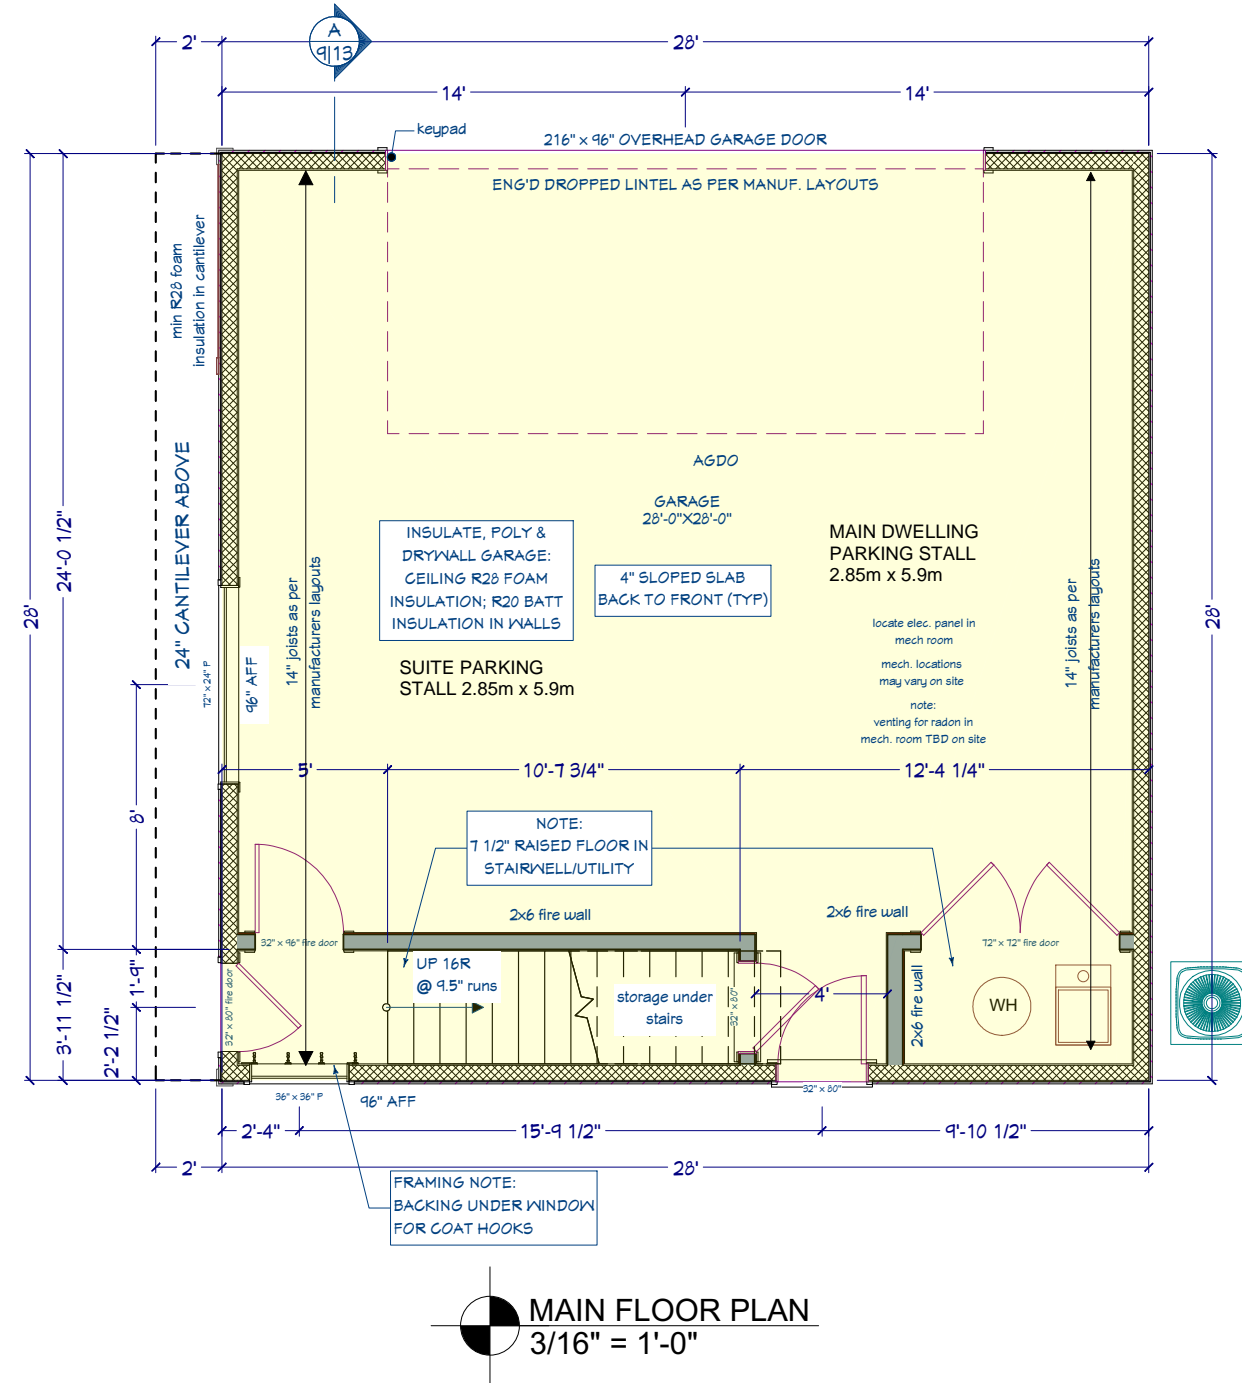 2'
A
9|13
28'
14'
14'
keypad
216" x 96" OVERHEAD GARAGE DOOR
ENG'D DROPPED LINTEL AS PER MANUF. LAYOUTS
min R28 foam
insulation in cantilever
24" CANTILEVER ABOVE
28'
24'-0 1/2"
AGDO
GARAGE
28'-0"X28'-0"
INSULATE, POLY &
DRYWALL GARAGE:
CEILING R28 FOAM
INSULATION; R20 BATT
INSULATION IN WALLS
4" SLOPED SLAB
BACK TO FRONT (TYP)
MAIN DWELLING
PARKING STALL
2.85m x 5.9m
14" joists as per
manufacturers layouts
14" joists as per
manufacturers layouts
28'
locate elec. panel in
mech room
mech. locations
may vary on site
note:
venting for radon in
mech. room TBD on site
SUITE PARKING
STALL 2.85m x 5.9m
72" x 24" P
96" AFF
5'
10'-7 3/4"
12'-4 1/4"
8'
NOTE:
7 1/2" RAISED FLOOR IN
STAIRWELL/UTILITY
2x6 fire wall
2x6 fire wall
32" x 96" fire door
72" x 72" fire door
UP 16R
@ 9.5" runs
storage under
stairs
32" x 80"
4'
2x6 fire wall
WH
32" x 80" fire door
3'-11 1/2"
1'-9"
2'-2 1/2"
36" x 36" P
96" AFF
32" x 80"
2'-4"
15'-9 1/2"
9'-10 1/2"
2'
28'
FRAMING NOTE:
BACKING UNDER WINDOW
FOR COAT HOOKS
MAIN FLOOR PLAN
3/16" = 1'-0"